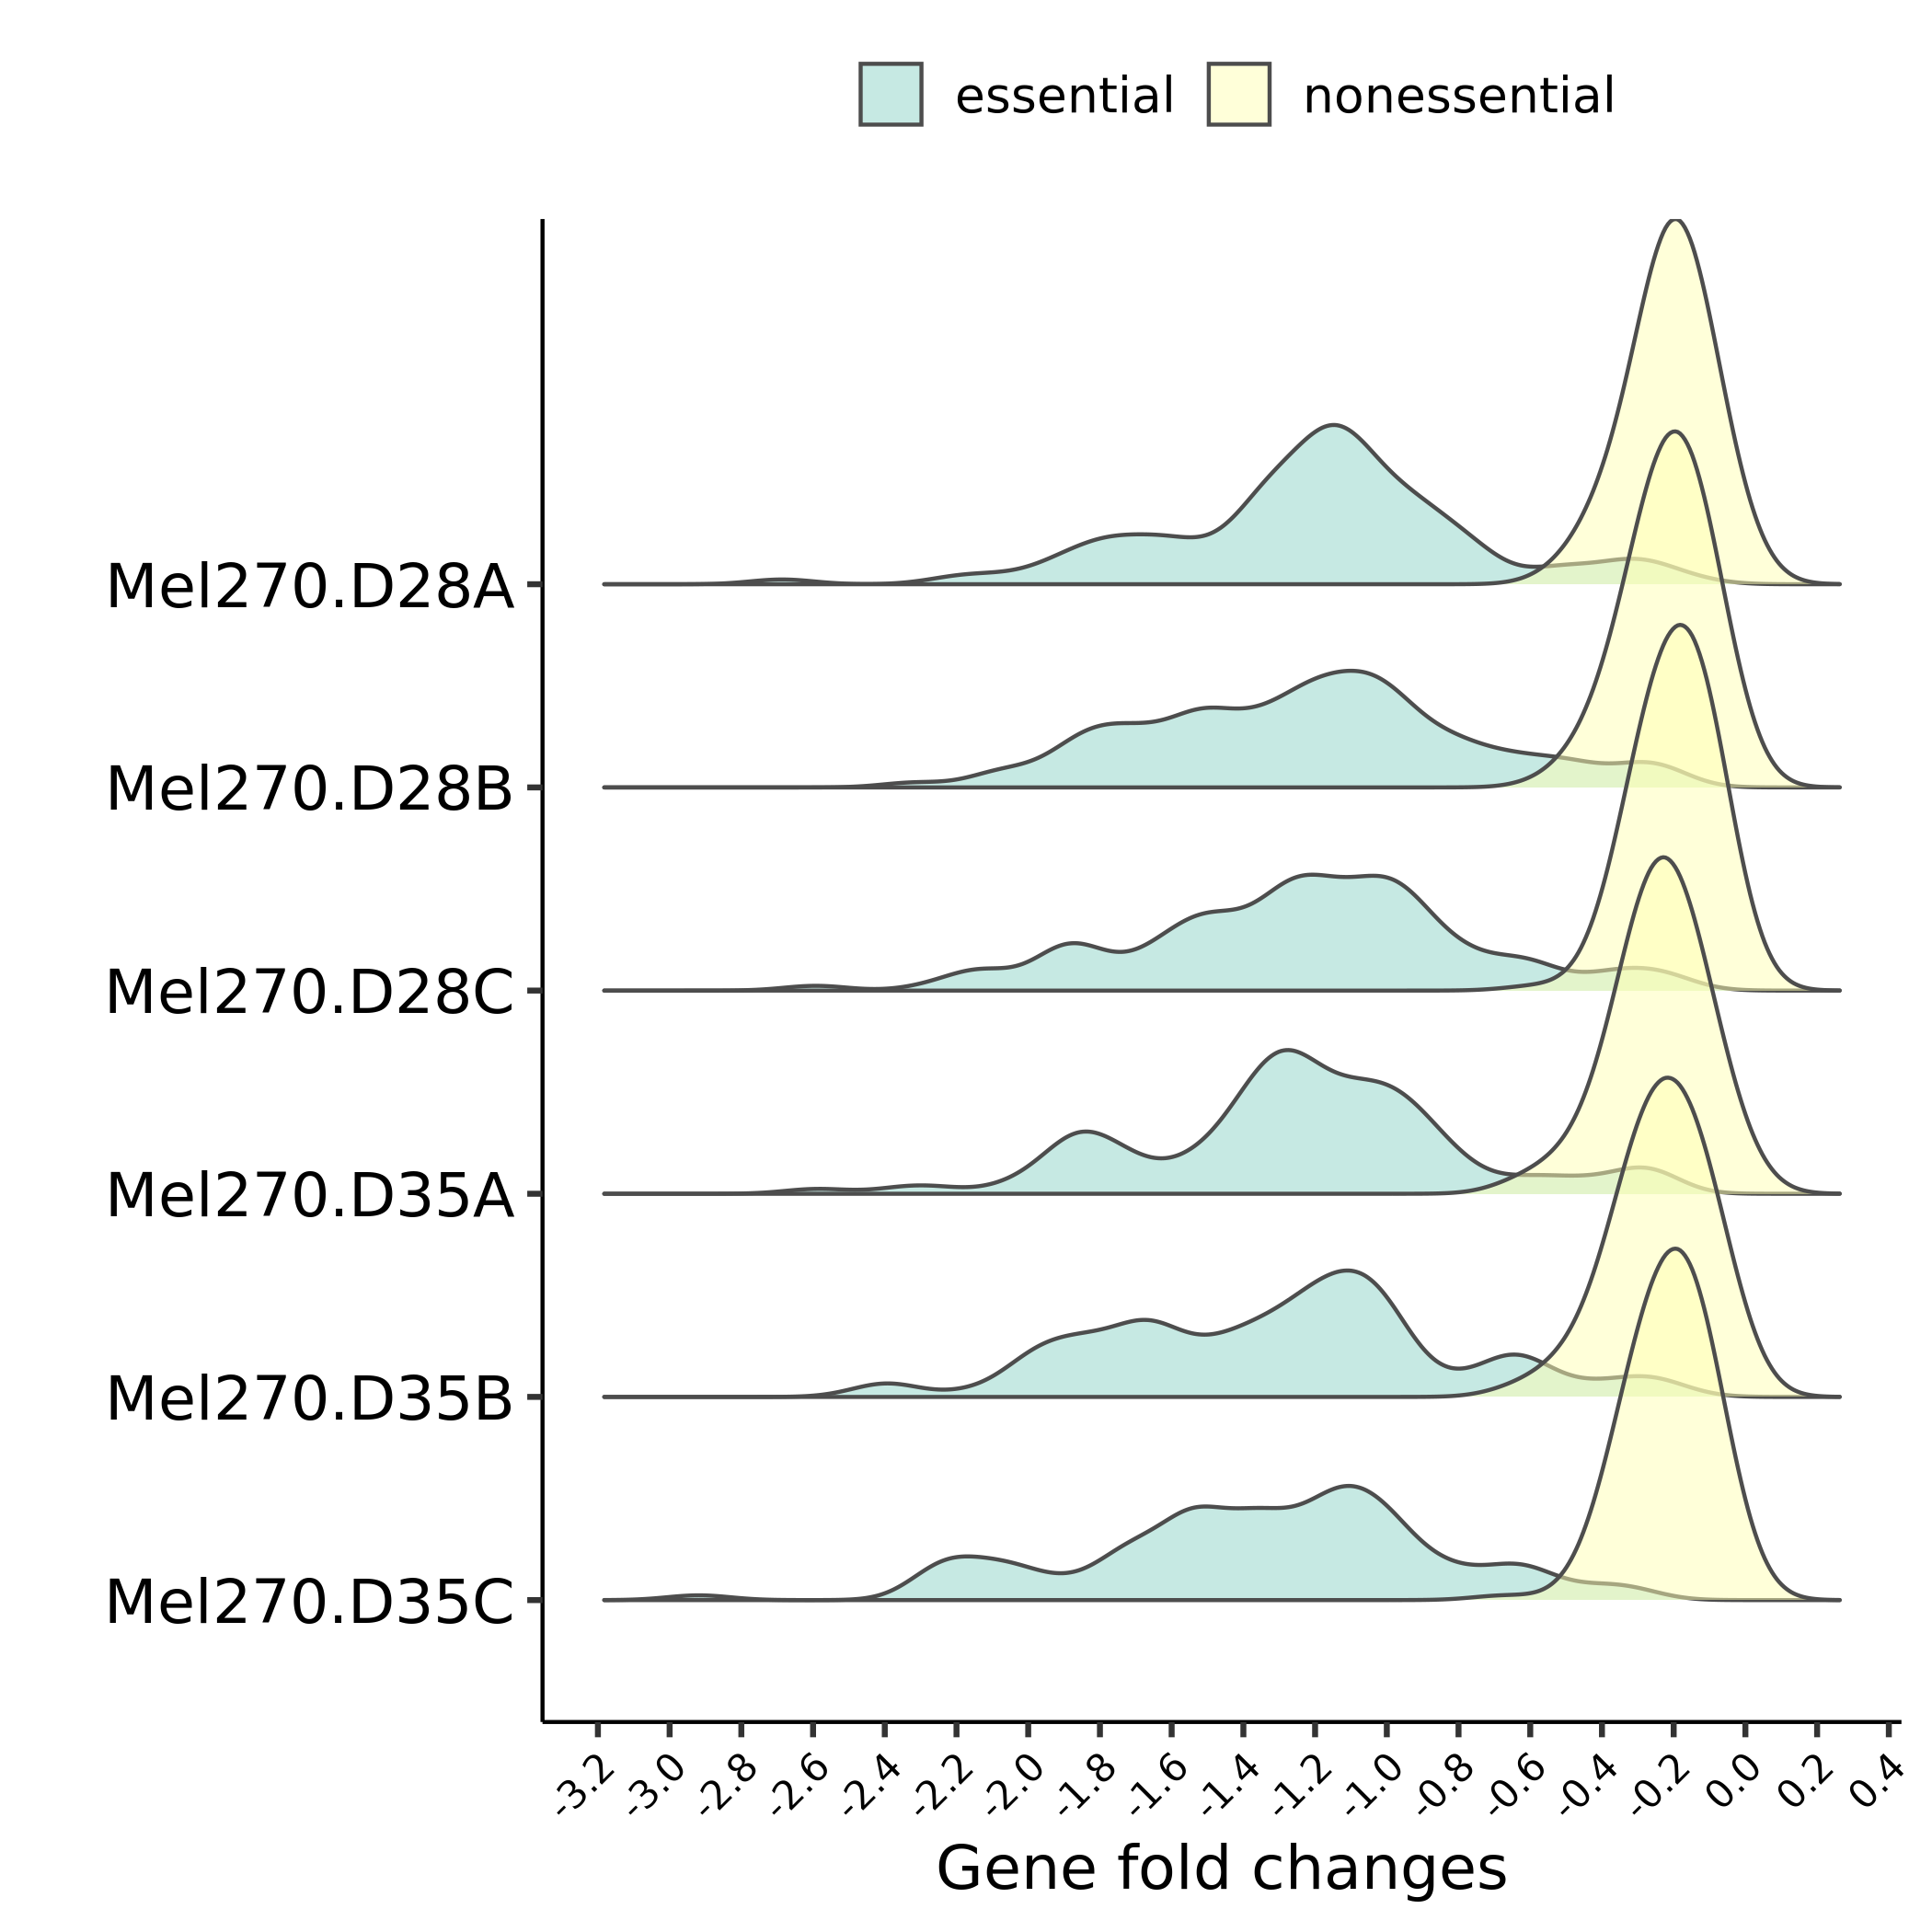 essential nonessential
Mel270.D28A
Mel270.D28B
Mel270.D28C
Mel270.D35A
Mel270.D35B
Mel270.D35C
-3.2 -3.0 -2.8 -2.6 -2.4 -2.2 -2.0 -1.8 -1.6 -1.4 -1.2 -1.0 -0.8 -0.6 -0.4 -0.2 0.0 0.2 0.4
Gene fold changes